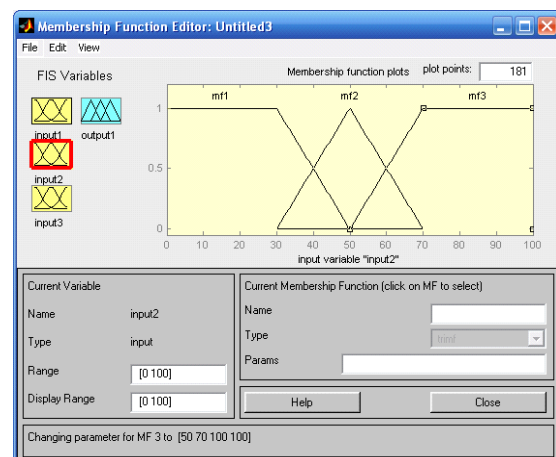 Membership Function Editor: Untitled3
File Edit View
FIS Variables
Membership function plots plot points: 181
input1 output1
input2
input3
mf1 mf2 mf3
1
0.5
0
0 10 20 30 40 50 60 70 80 90 100
input variable "input2"
Current Variable
Name input2
Type input
Range [0 100]
Display Range [0 100]
Current Membership Function (click on MF to select)
Name
Type trimf
Params
Help Close
Changing parameter for MF 3 to [50 70 100 100]